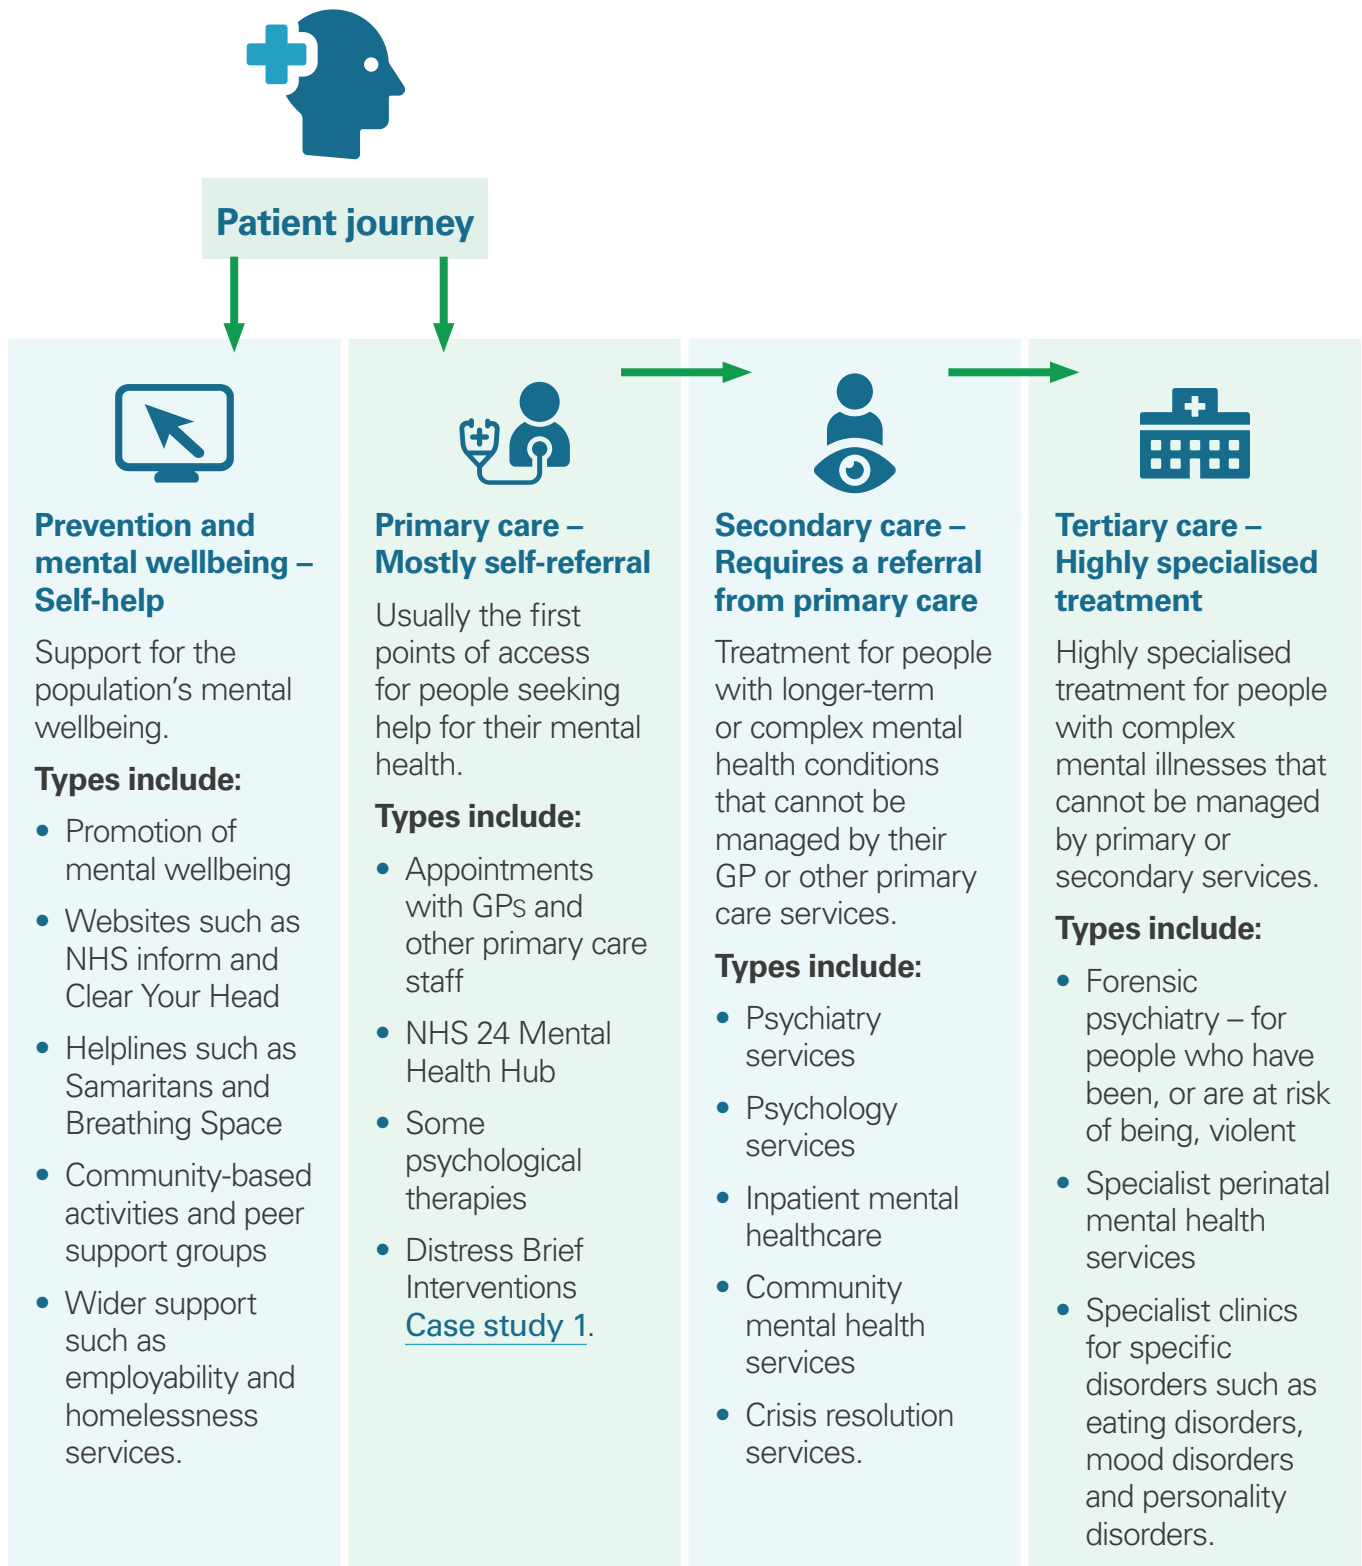 Patient journey
Prevention and
mental wellbeing –
Self-help
Support for the
population’s mental
wellbeing.
Types include:
• Promotion of
mental wellbeing
• Websites such as
NHS inform and
Clear Your Head
• Helplines such as
Samaritans and
Breathing Space
• Community-based
activities and peer
support groups
• Wider support
such as
employability and
homelessness
services.
Primary care –
Mostly self-referral
Usually the first
points of access
for people seeking
help for their mental
health.
Types include:
• Appointments
with GPs and
other primary care
staff
• NHS 24 Mental
Health Hub
• Some
psychological
therapies
• Distress Brief
Interventions
Case study 1.
Secondary care –
Requires a referral
from primary care
Treatment for people
with longer-term
or complex mental
health conditions
that cannot be
managed by their
GP or other primary
care services.
Types include:
• Psychiatry
services
• Psychology
services
• Inpatient mental
healthcare
• Community
mental health
services
• Crisis resolution
services.
Tertiary care –
Highly specialised
treatment
Highly specialised
treatment for people
with complex
mental illnesses that
cannot be managed
by primary or
secondary services.
Types include:
• Forensic
psychiatry – for
people who have
been, or are at risk
of being, violent
• Specialist perinatal
mental health
services
• Specialist clinics
for specific
disorders such as
eating disorders,
mood disorders
and personality
disorders.